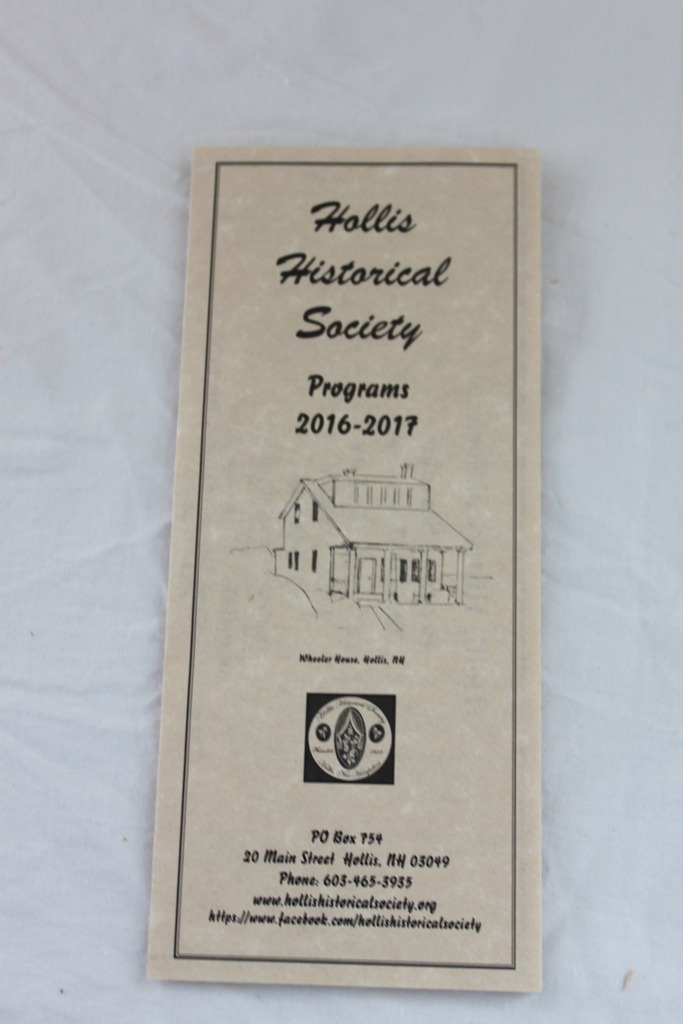 Hollis
Historical
Society
Programs
2016-2017
Wheeler House, Hollis, NH
PO Box 754
20 Main Street Hollis, NH 03049
Phone: 603-465-3935
www.hollishistoricalsociety.org
https://www.facebook.com/hollishistoricalsociety